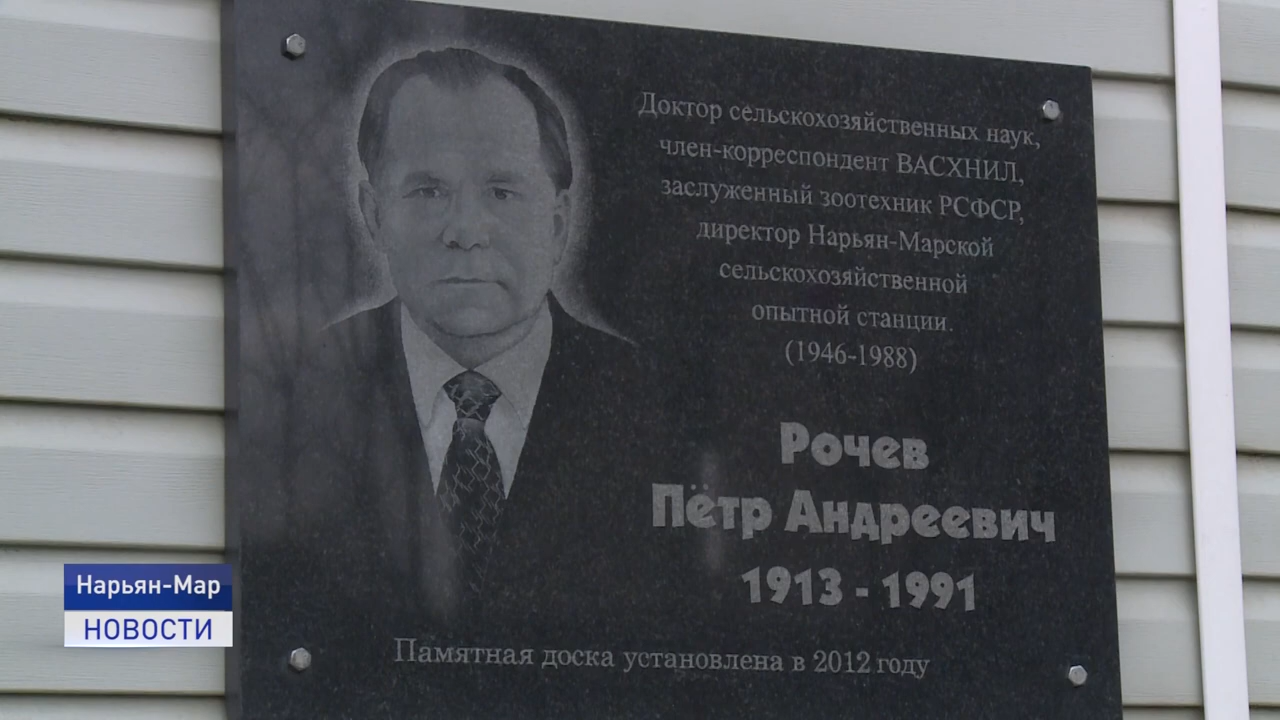 Доктор сельскохозяйственных наук,
член-корреспондент ВАСХНИЛ,
заслуженный зоотехник РСФСР,
директор Нарьян-Марской
сельскохозяйственной
опытной станции.
(1946-1988)
Рочев
Пётр Андреевич
1913 - 1991
Памятная доска установлена в 2012 году
Нарьян-Мар
НОВОСТИ